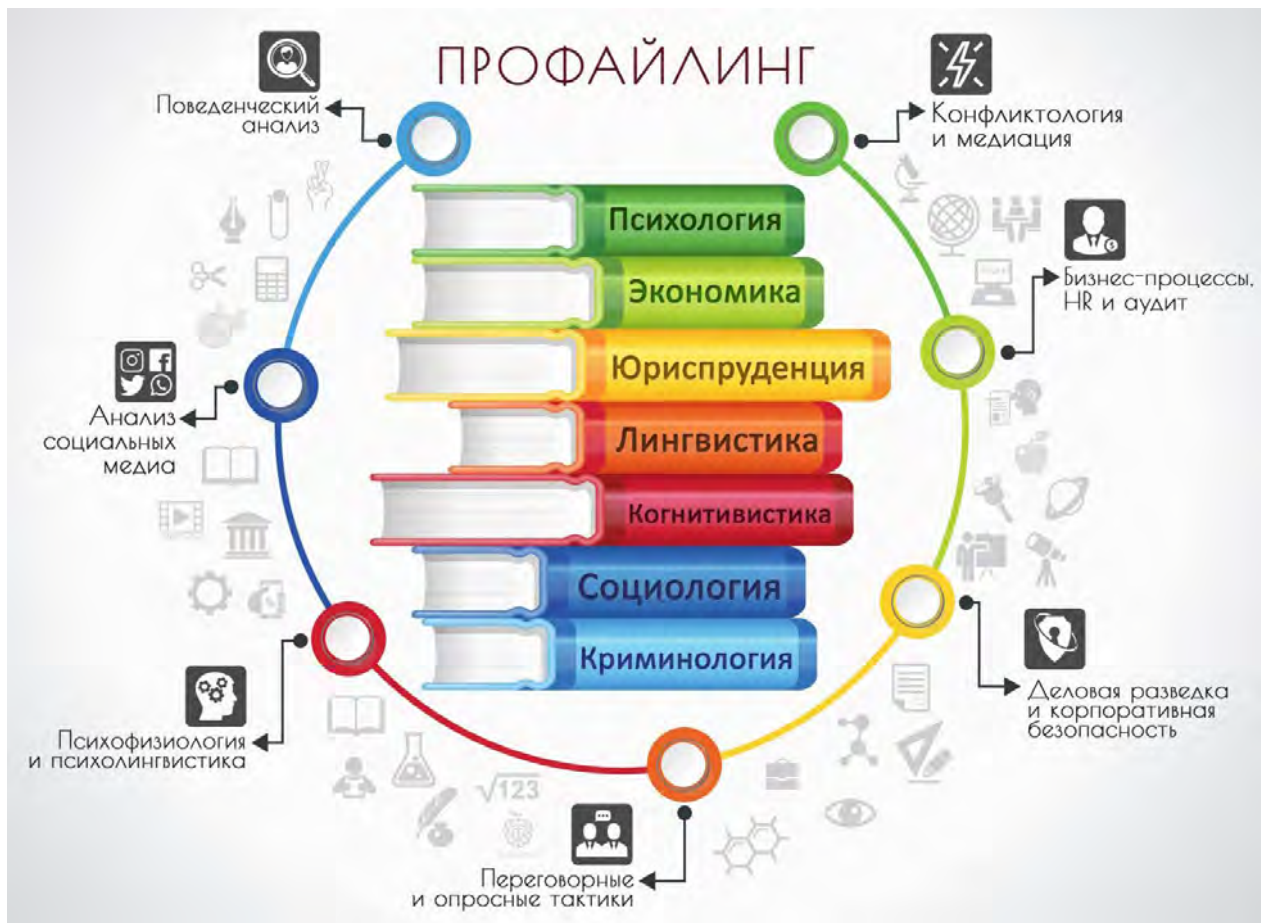 ПРОФАЙЛИНГ
Поведенческий
анализ
Конфликтология
и медиация
Психология
Экономика
Юриспруденция
Лингвистика
Когнитивистика
Социология
Криминология
Бизнес-процессы,
HR и аудит
Анализ
социальных
медиа
Деловая разведка
и корпоративная
безопасность
Психофизиология
и психолингвистика
√123
Переговорные
и опросные тактики